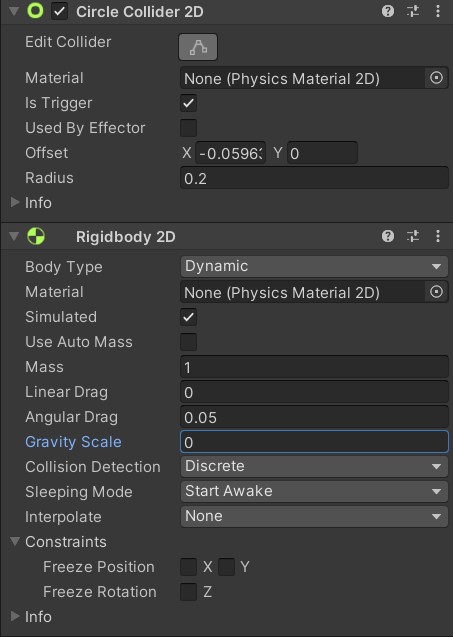 Circle Collider 2D
Edit Collider
Material None (Physics Material 2D)
Is Trigger
Used By Effector
Offset X -0.0596 Y 0
Radius 0.2
Info
Rigidbody 2D
Body Type Dynamic
Material None (Physics Material 2D)
Simulated
Use Auto Mass
Mass 1
Linear Drag 0
Angular Drag 0.05
Gravity Scale 0
Collision Detection Discrete
Sleeping Mode Start Awake
Interpolate None
Constraints
Freeze Position X Y
Freeze Rotation Z
Info